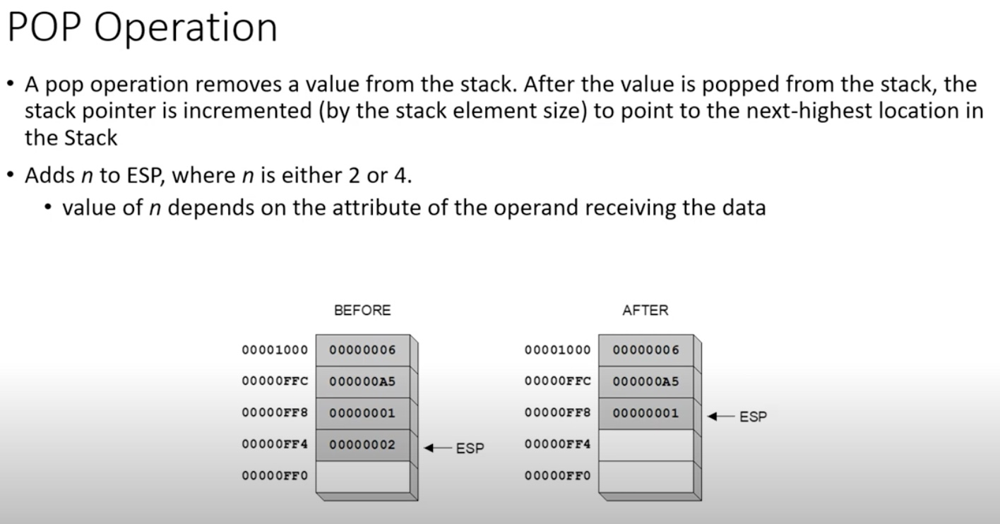 POP Operation
• A pop operation removes a value from the stack. After the value is popped from the stack, the
stack pointer is incremented (by the stack element size) to point to the next-highest location in
the Stack
• Adds n to ESP, where n is either 2 or 4.
• value of n depends on the attribute of the operand receiving the data
BEFORE
00001000 00000006
00000FFC 000000A5
00000FF8 00000001
00000FF4 00000002 ESP
00000FF0
AFTER
00001000 00000006
00000FFC 000000A5
00000FF8 00000001 ESP
00000FF4
00000FF0